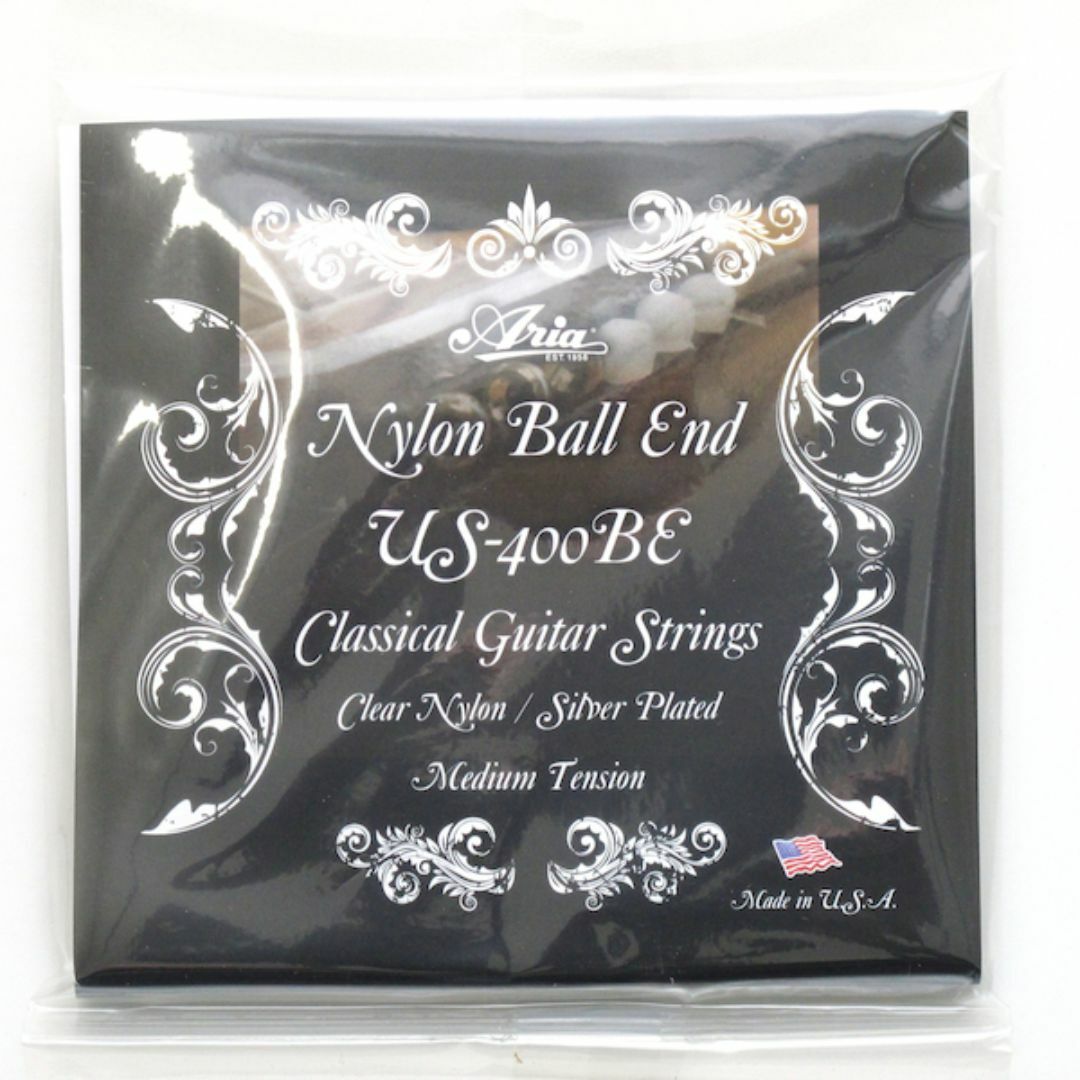 Aria
EST. 1956
Nylon Ball End
US-400BE
Classical Guitar Strings
Clear Nylon / Silver Plated
Medium Tension
Made in U.S.A.